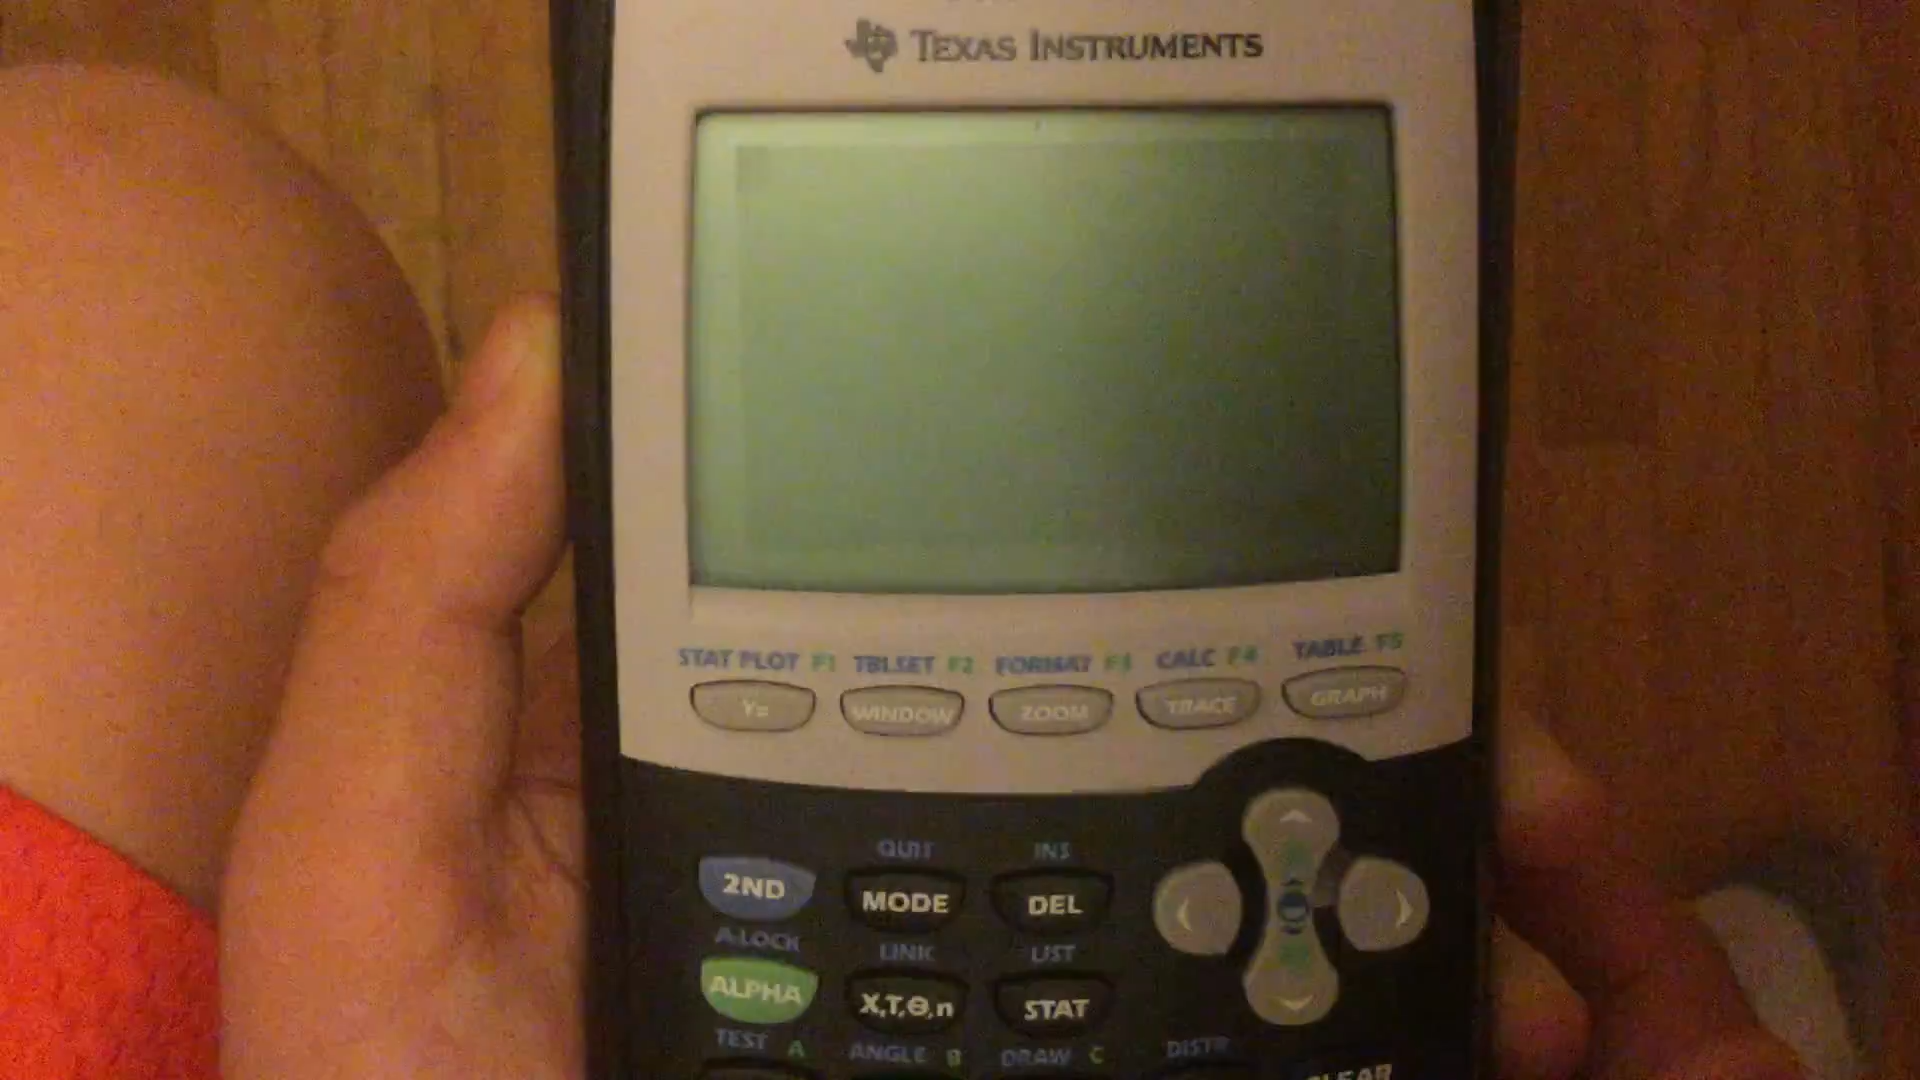 TEXAS INSTRUMENTS
STAT PLOT F1 TBLSET F2 FORMAT F3 CALC F4 TABLE F5
Y= WINDOW ZOOM TRACE GRAPH
QUIT INS
2ND MODE DEL
A-LOCK LINK LIST
ALPHA X,T,Θ,n STAT
TEST A ANGLE B DRAW C DISTR
CLEAR